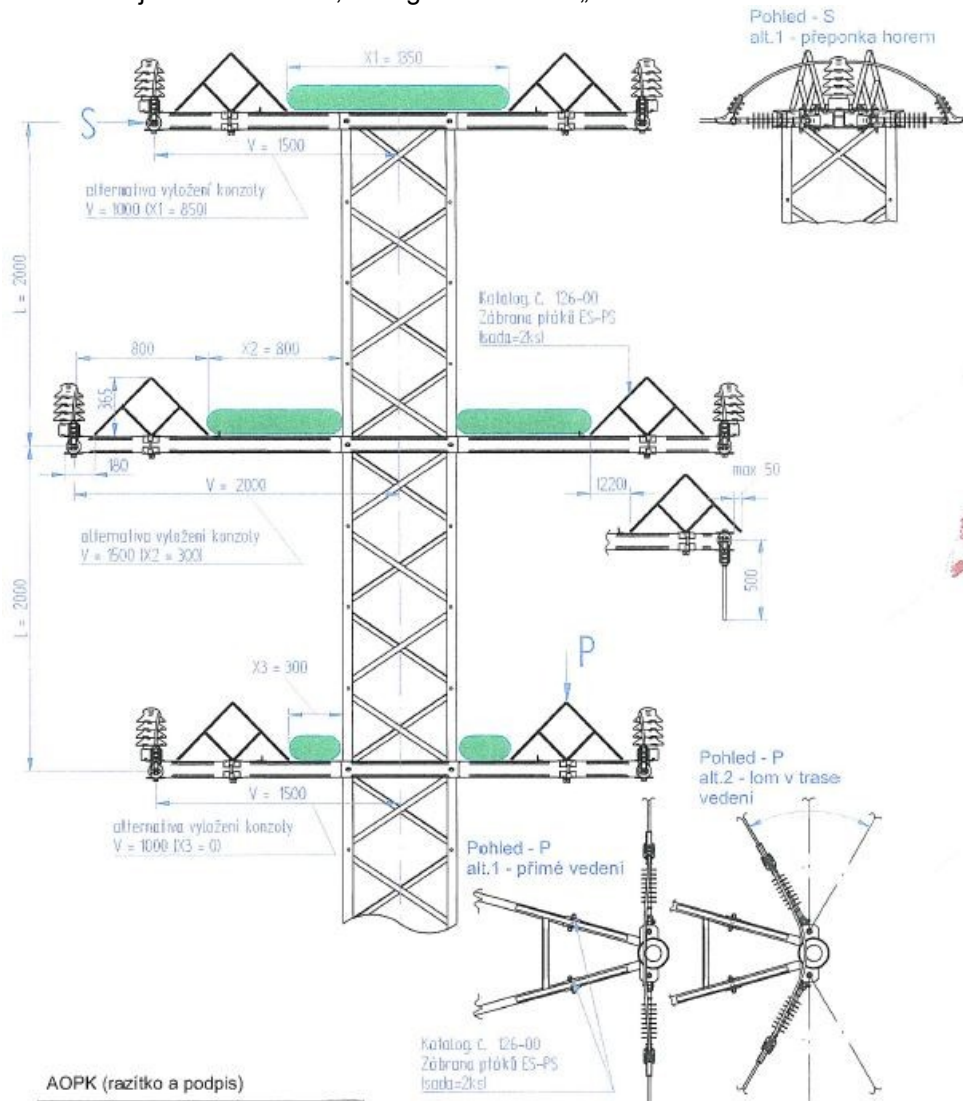 Pohled - S
alt.1 - přeponka horem
X1 = 1350
S
V = 1500
alternativa vyložení konzoly
V = 1000 (X1 = 850)
L = 2000
Katalog. č. 126-00
Zábrana ptáků ES-PS
(sada=2ks)
800
X2 = 800
365
180
V = 2000
(220)
max 50
alternativa vyložení konzoly
V = 1500 (X2 = 300)
500
L = 2000
X3 = 300
P
V = 1500
alternativa vyložení konzoly
V = 1000 (X3 = 0)
Pohled - P
alt.1 - přímé vedení
Pohled - P
alt.2 - lom v trase
vedení
Katalog. č. 126-00
Zábrana ptáků ES-PS
(sada=2ks)
AOPK (razítko a podpis)